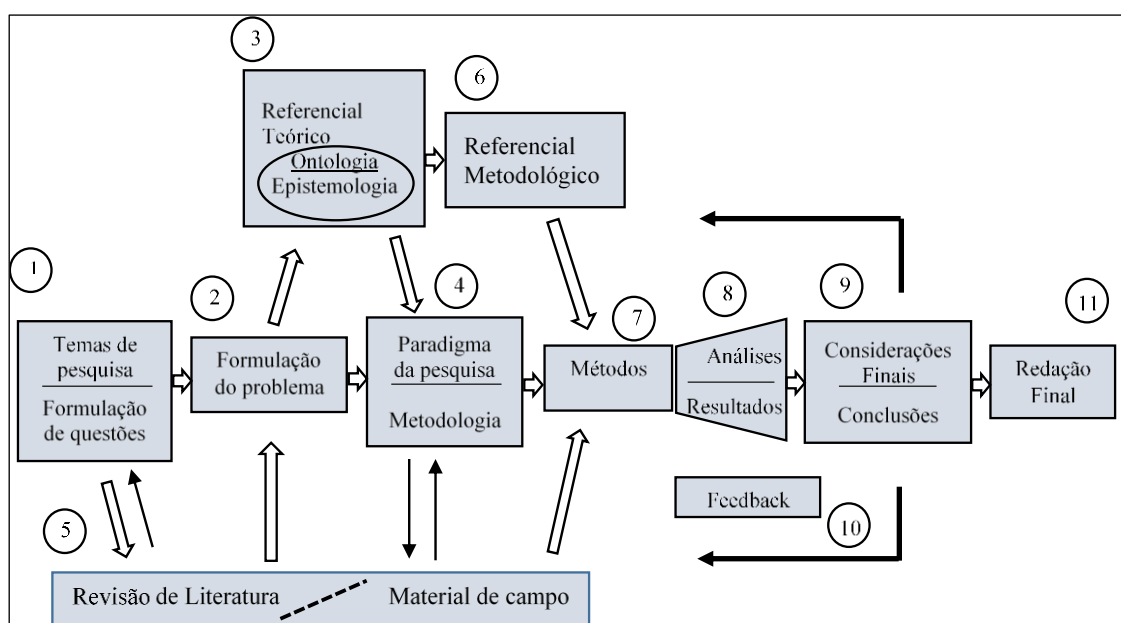 3
6
Referencial
Teórico
Ontologia
Epistemologia
Referencial
Metodológico
1
2
4
7
8
9
11
Temas de
pesquisa
Formulação
de questões
Formulação
do problema
Paradigma
da pesquisa
Metodologia
Métodos
Análises
Resultados
Considerações
Finais
Conclusões
Redação
Final
5
Feedback
10
Revisão de Literatura
Material de campo